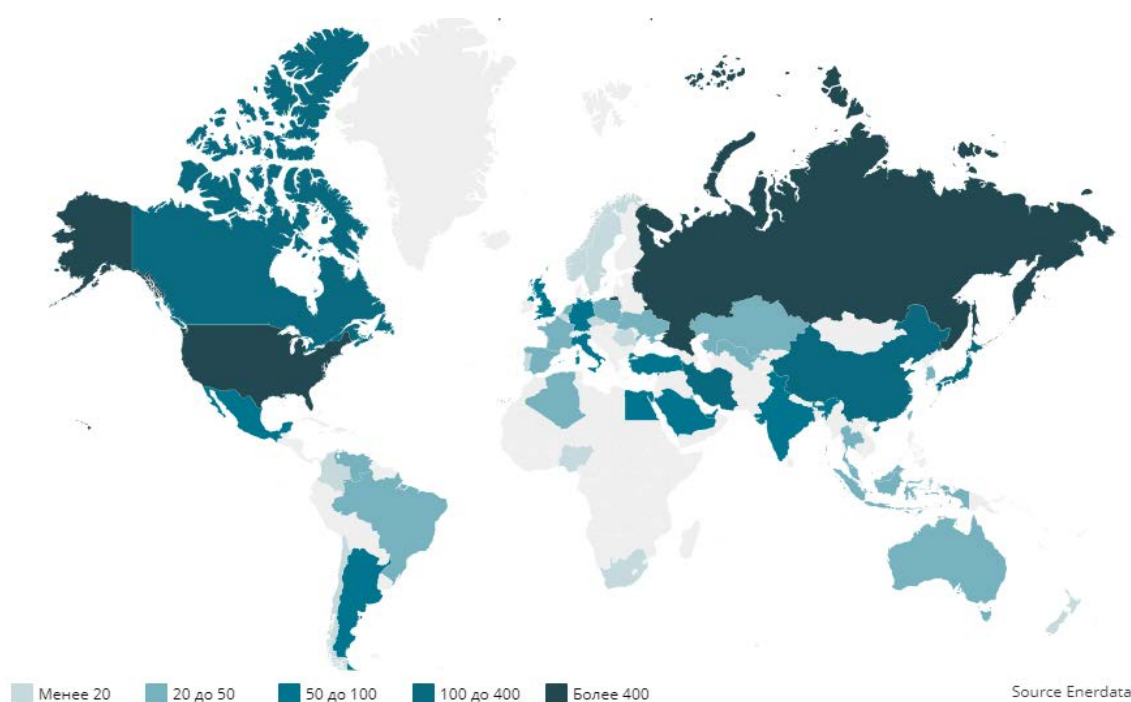 Менее 20
20 до 50
50 до 100
100 до 400
Более 400
Source Enerdata